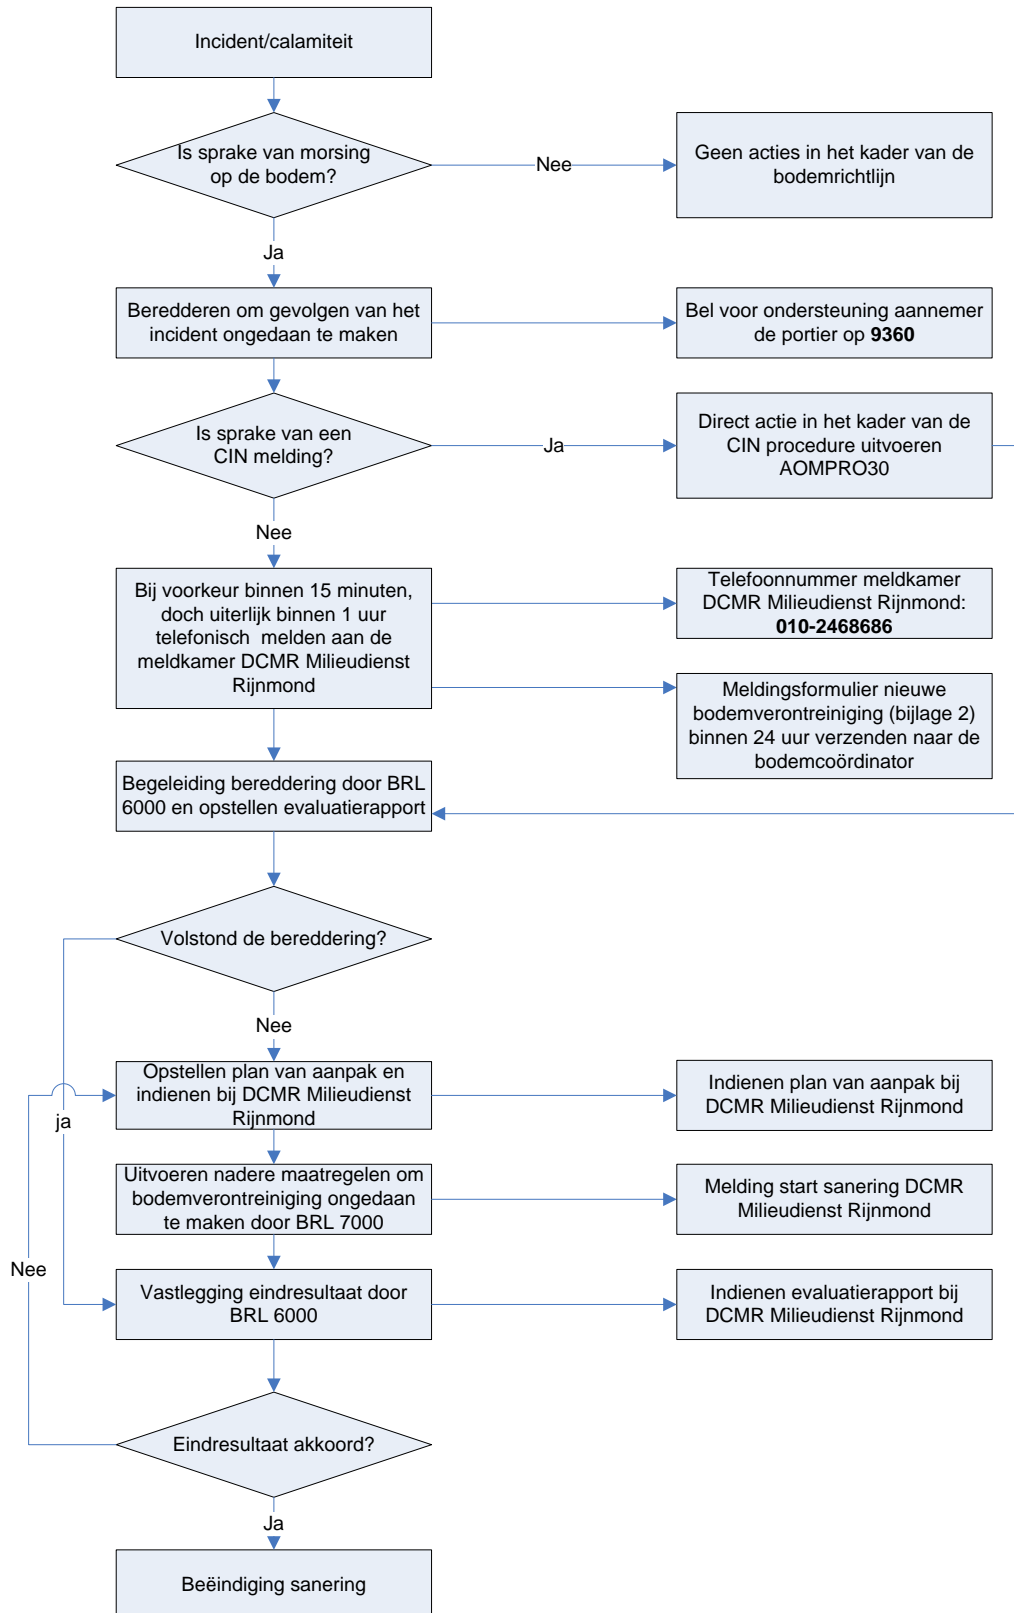 Incident/calamiteit
Is sprake van morsing
op de bodem?
Nee
Geen acties in het kader van de
bodemrichtlijn
Ja
Beredderen om gevolgen van het
incident ongedaan te maken
Bel voor ondersteuning aannemer
de portier op 9360
Is sprake van een
CIN melding?
Ja
Direct actie in het kader van de
CIN procedure uitvoeren
AOMPRO30
Nee
Bij voorkeur binnen 15 minuten,
doch uiterlijk binnen 1 uur
telefonisch melden aan de
meldkamer DCMR Milieudienst
Rijnmond
Telefoonnummer meldkamer
DCMR Milieudienst Rijnmond:
010-2468686
Meldingsformulier nieuwe
bodemverontreiniging (bijlage 2)
binnen 24 uur verzenden naar de
bodemcoördinator
Begeleiding bereddering door BRL
6000 en opstellen evaluatierapport
Volstond de bereddering?
Nee
ja
Opstellen plan van aanpak en
indienen bij DCMR Milieudienst
Rijnmond
Indienen plan van aanpak bij
DCMR Milieudienst Rijnmond
Uitvoeren nadere maatregelen om
bodemverontreiniging ongedaan
te maken door BRL 7000
Melding start sanering DCMR
Milieudienst Rijnmond
Nee
Vastlegging eindresultaat door
BRL 6000
Indienen evaluatierapport bij
DCMR Milieudienst Rijnmond
Eindresultaat akkoord?
Ja
Beëindiging sanering